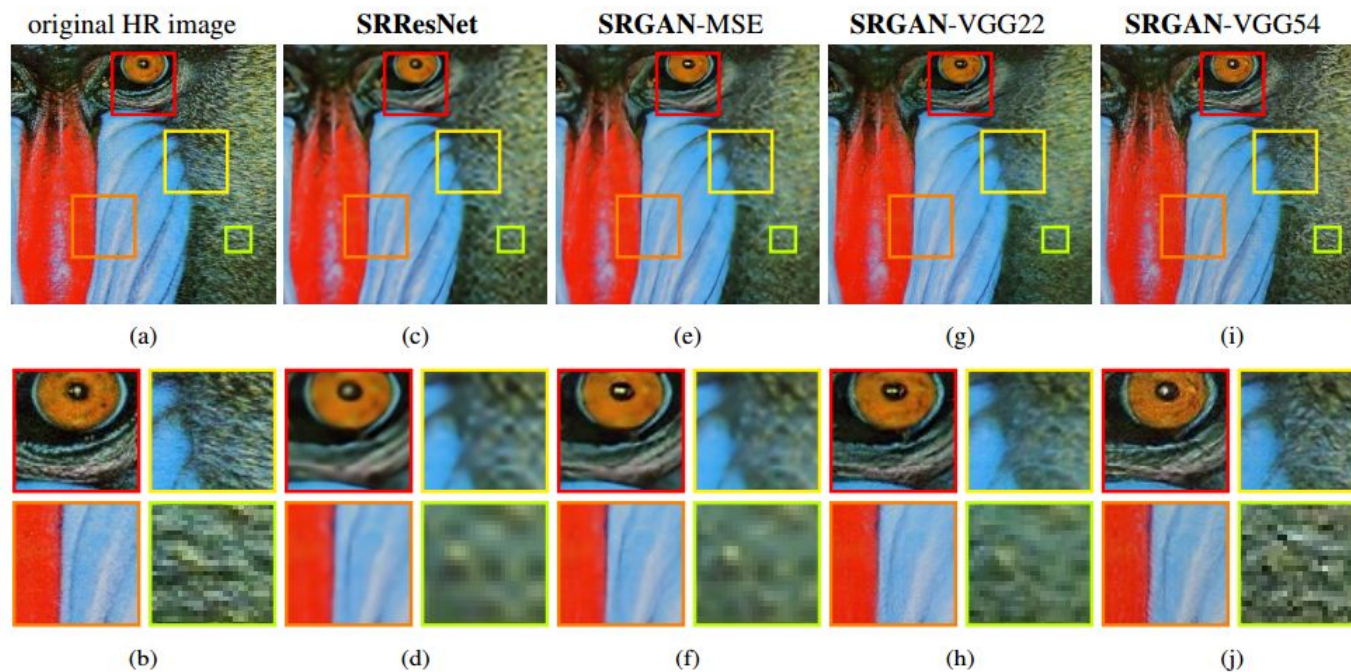 original HR image SRResNet SRGAN-MSE SRGAN-VGG22 SRGAN-VGG54
(a) (c) (e) (g) (i)
(b) (d) (f) (h) (j)